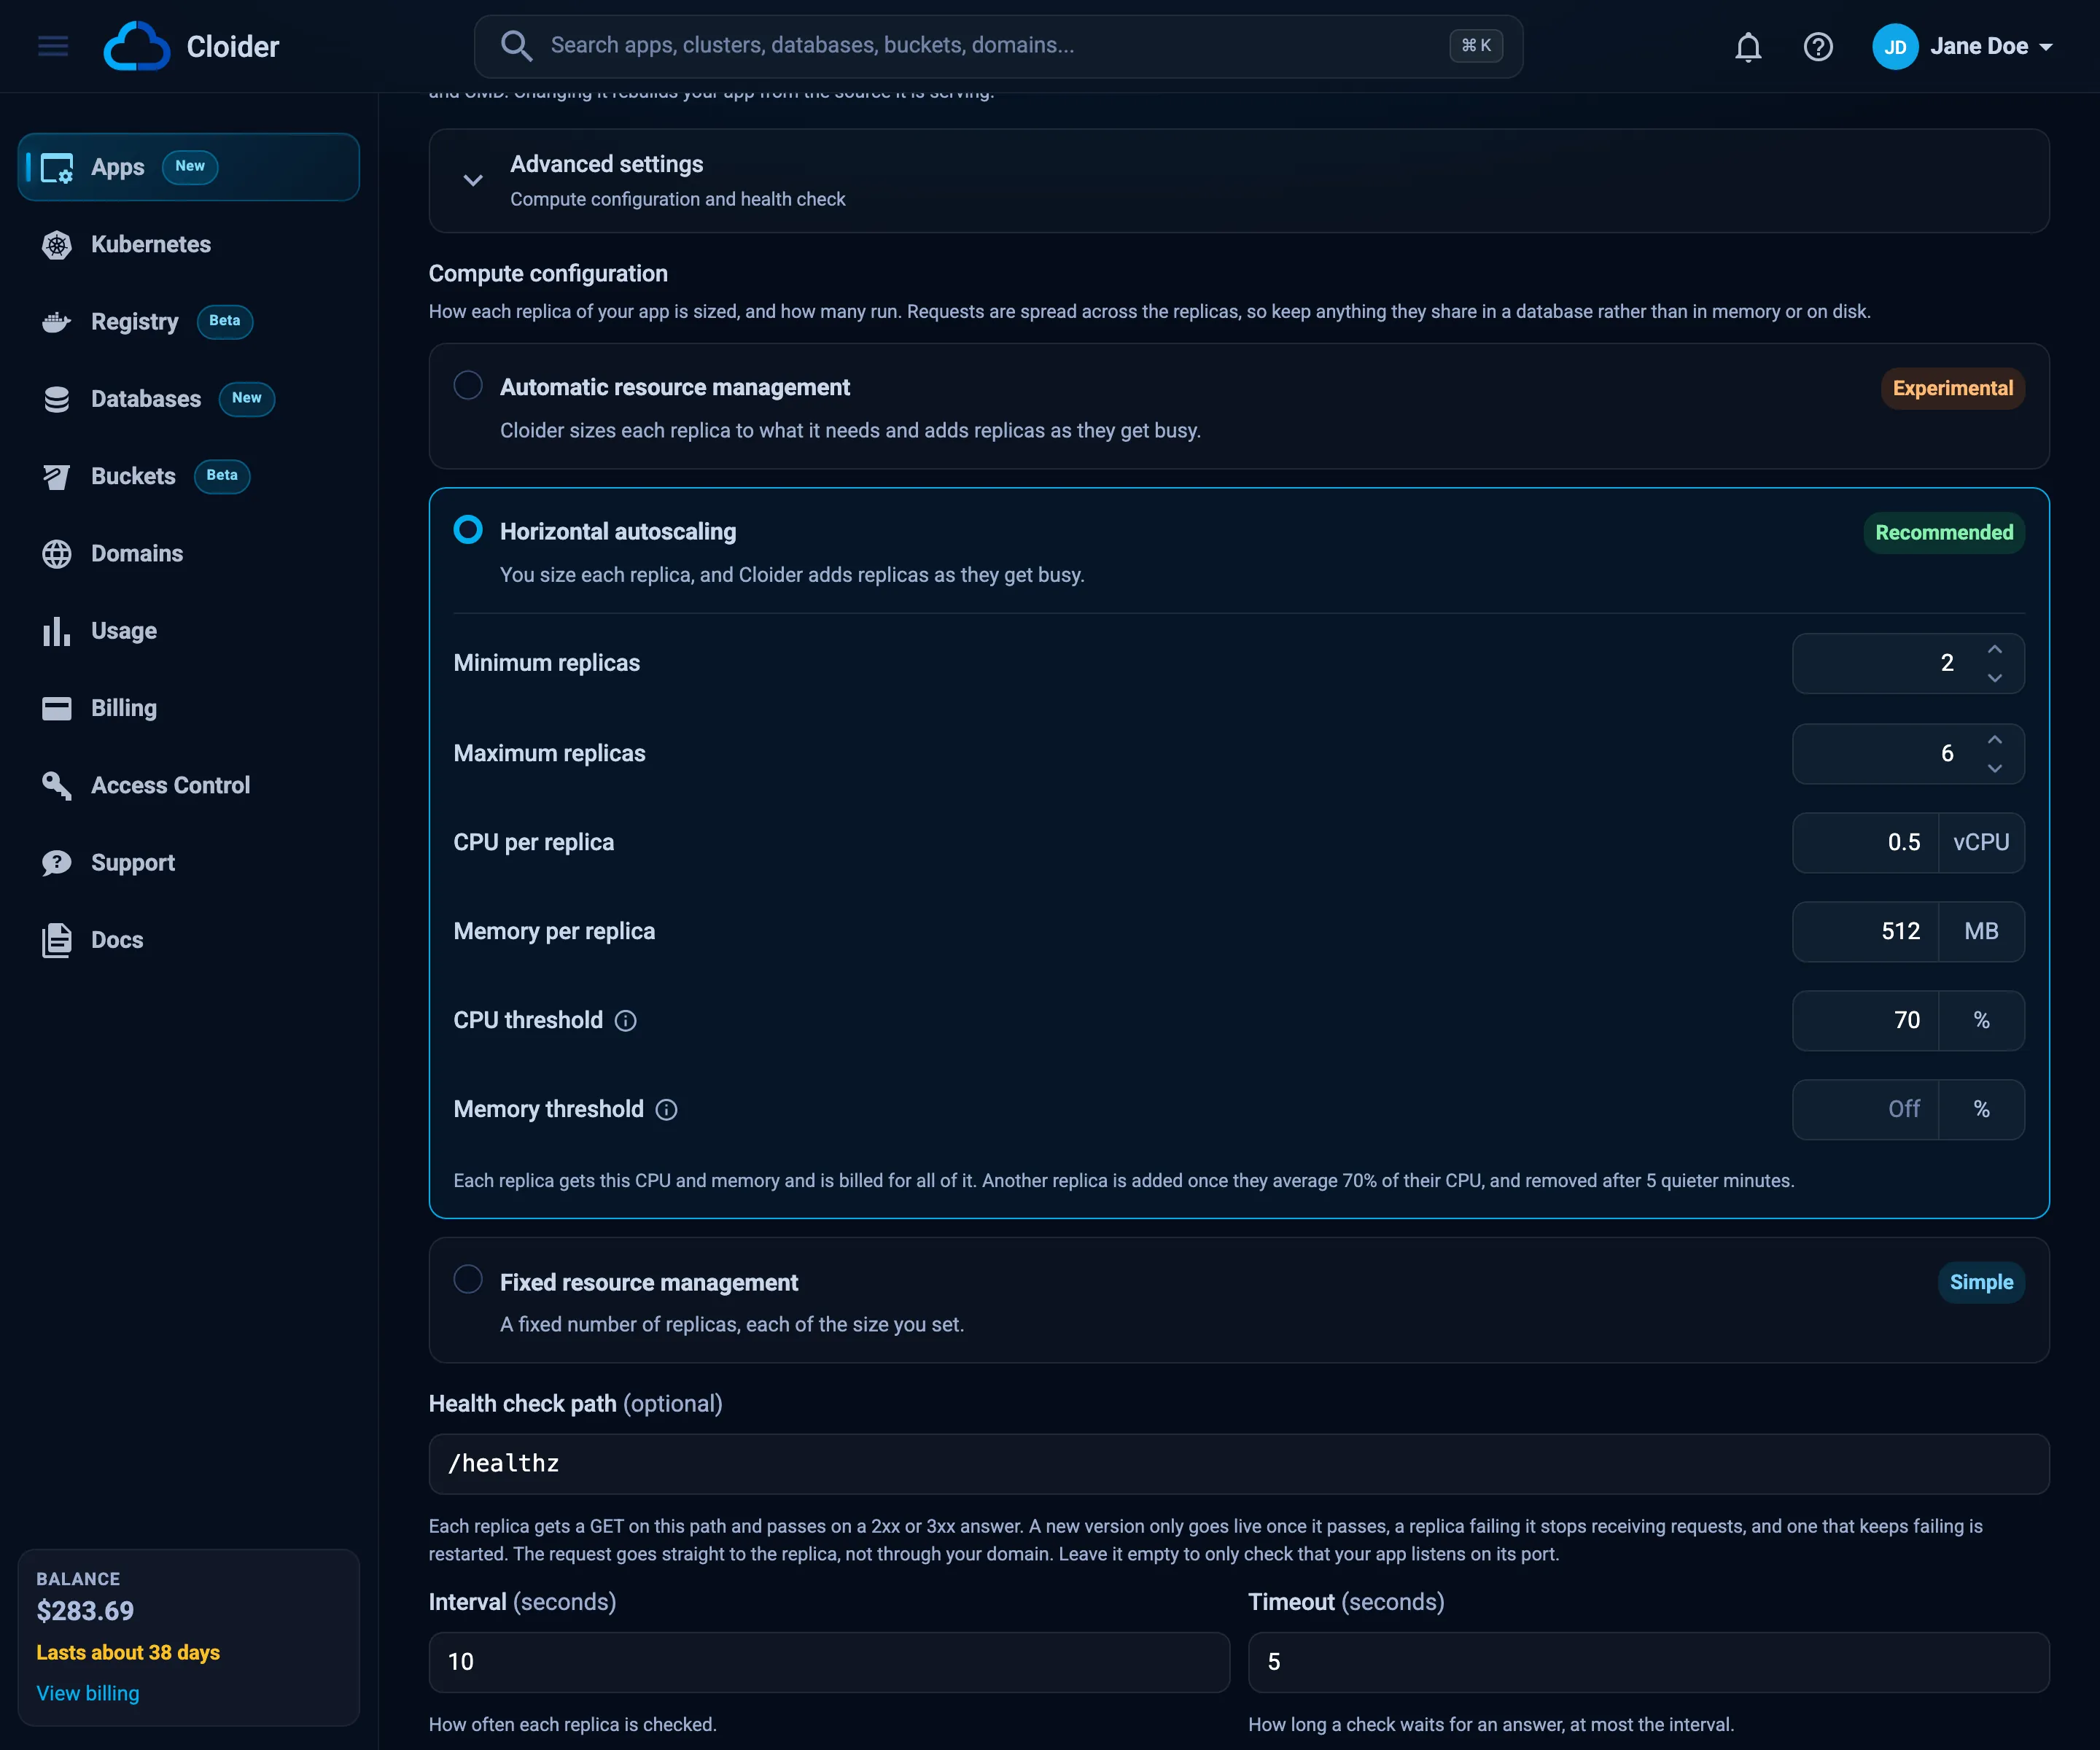 Cloider
Search apps, clusters, databases, buckets, domains...
⌘ K
JD
Jane Doe
Apps
New
Kubernetes
Registry
Beta
Databases
New
Buckets
Beta
Domains
Usage
Billing
Access Control
Support
Docs
BALANCE
$283.69
Lasts about 38 days
View billing
and CMD. Changing it rebuilds your app from the source it is serving.
Advanced settings
Compute configuration and health check
Compute configuration
How each replica of your app is sized, and how many run. Requests are spread across the replicas, so keep anything they share in a database rather than in memory or on disk.
Automatic resource management
Experimental
Cloider sizes each replica to what it needs and adds replicas as they get busy.
Horizontal autoscaling
Recommended
You size each replica, and Cloider adds replicas as they get busy.
Minimum replicas
2
Maximum replicas
6
CPU per replica
0.5 vCPU
Memory per replica
512 MB
CPU threshold
70 %
Memory threshold
Off %
Each replica gets this CPU and memory and is billed for all of it. Another replica is added once they average 70% of their CPU, and removed after 5 quieter minutes.
Fixed resource management
Simple
A fixed number of replicas, each of the size you set.
Health check path (optional)
/healthz
Each replica gets a GET on this path and passes on a 2xx or 3xx answer. A new version only goes live once it passes, a replica failing it stops receiving requests, and one that keeps failing is
restarted. The request goes straight to the replica, not through your domain. Leave it empty to only check that your app listens on its port.
Interval (seconds)
10
How often each replica is checked.
Timeout (seconds)
5
How long a check waits for an answer, at most the interval.